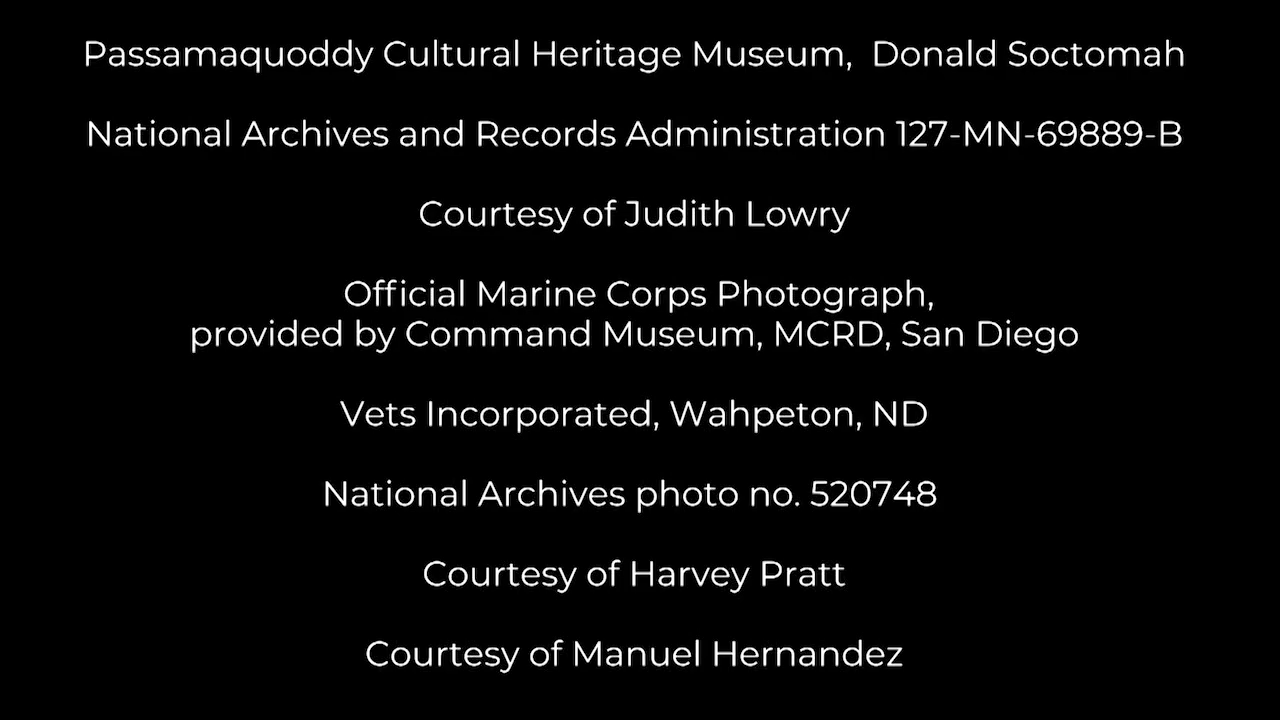 Passamaquoddy Cultural Heritage Museum,  Donald Soctomah
National Archives and Records Administration 127-MN-69889-B
Courtesy of Judith Lowry
Official Marine Corps Photograph,
provided by Command Museum, MCRD, San Diego
Vets Incorporated, Wahpeton, ND
National Archives photo no. 520748
Courtesy of Harvey Pratt
Courtesy of Manuel Hernandez